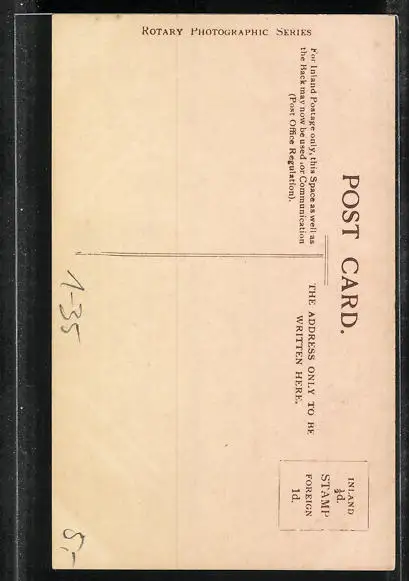 ROTARY PHOTOGRAPHIC SERIES
POST CARD.
For Inland Postage only, this Space as well as
the Back may now be used for Communication
(Post Office Regulation).
THE ADDRESS ONLY TO BE
WRITTEN HERE.
INLAND
½d.
STAMP
FOREIGN
1d.
1-35
5,-